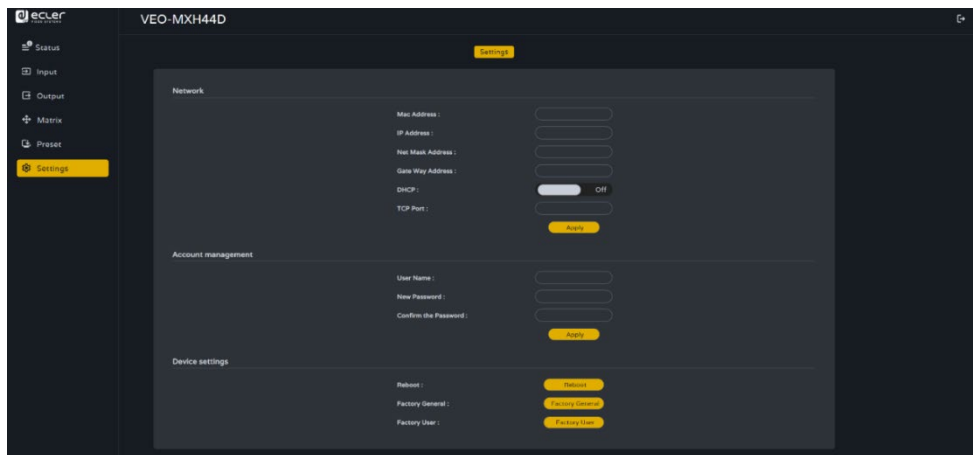 ecler
VEO-MXH44D
Status
Input
Output
Matrix
Preset
Settings
Settings
Network
Mac Address :
IP Address :
Net Mask Address :
Gate Way Address :
DHCP : Off
TCP Port :
Apply
Account management
User Name :
New Password :
Confirm the Password :
Apply
Device settings
Reboot : Reboot
Factory General : Factory General
Factory User : Factory User